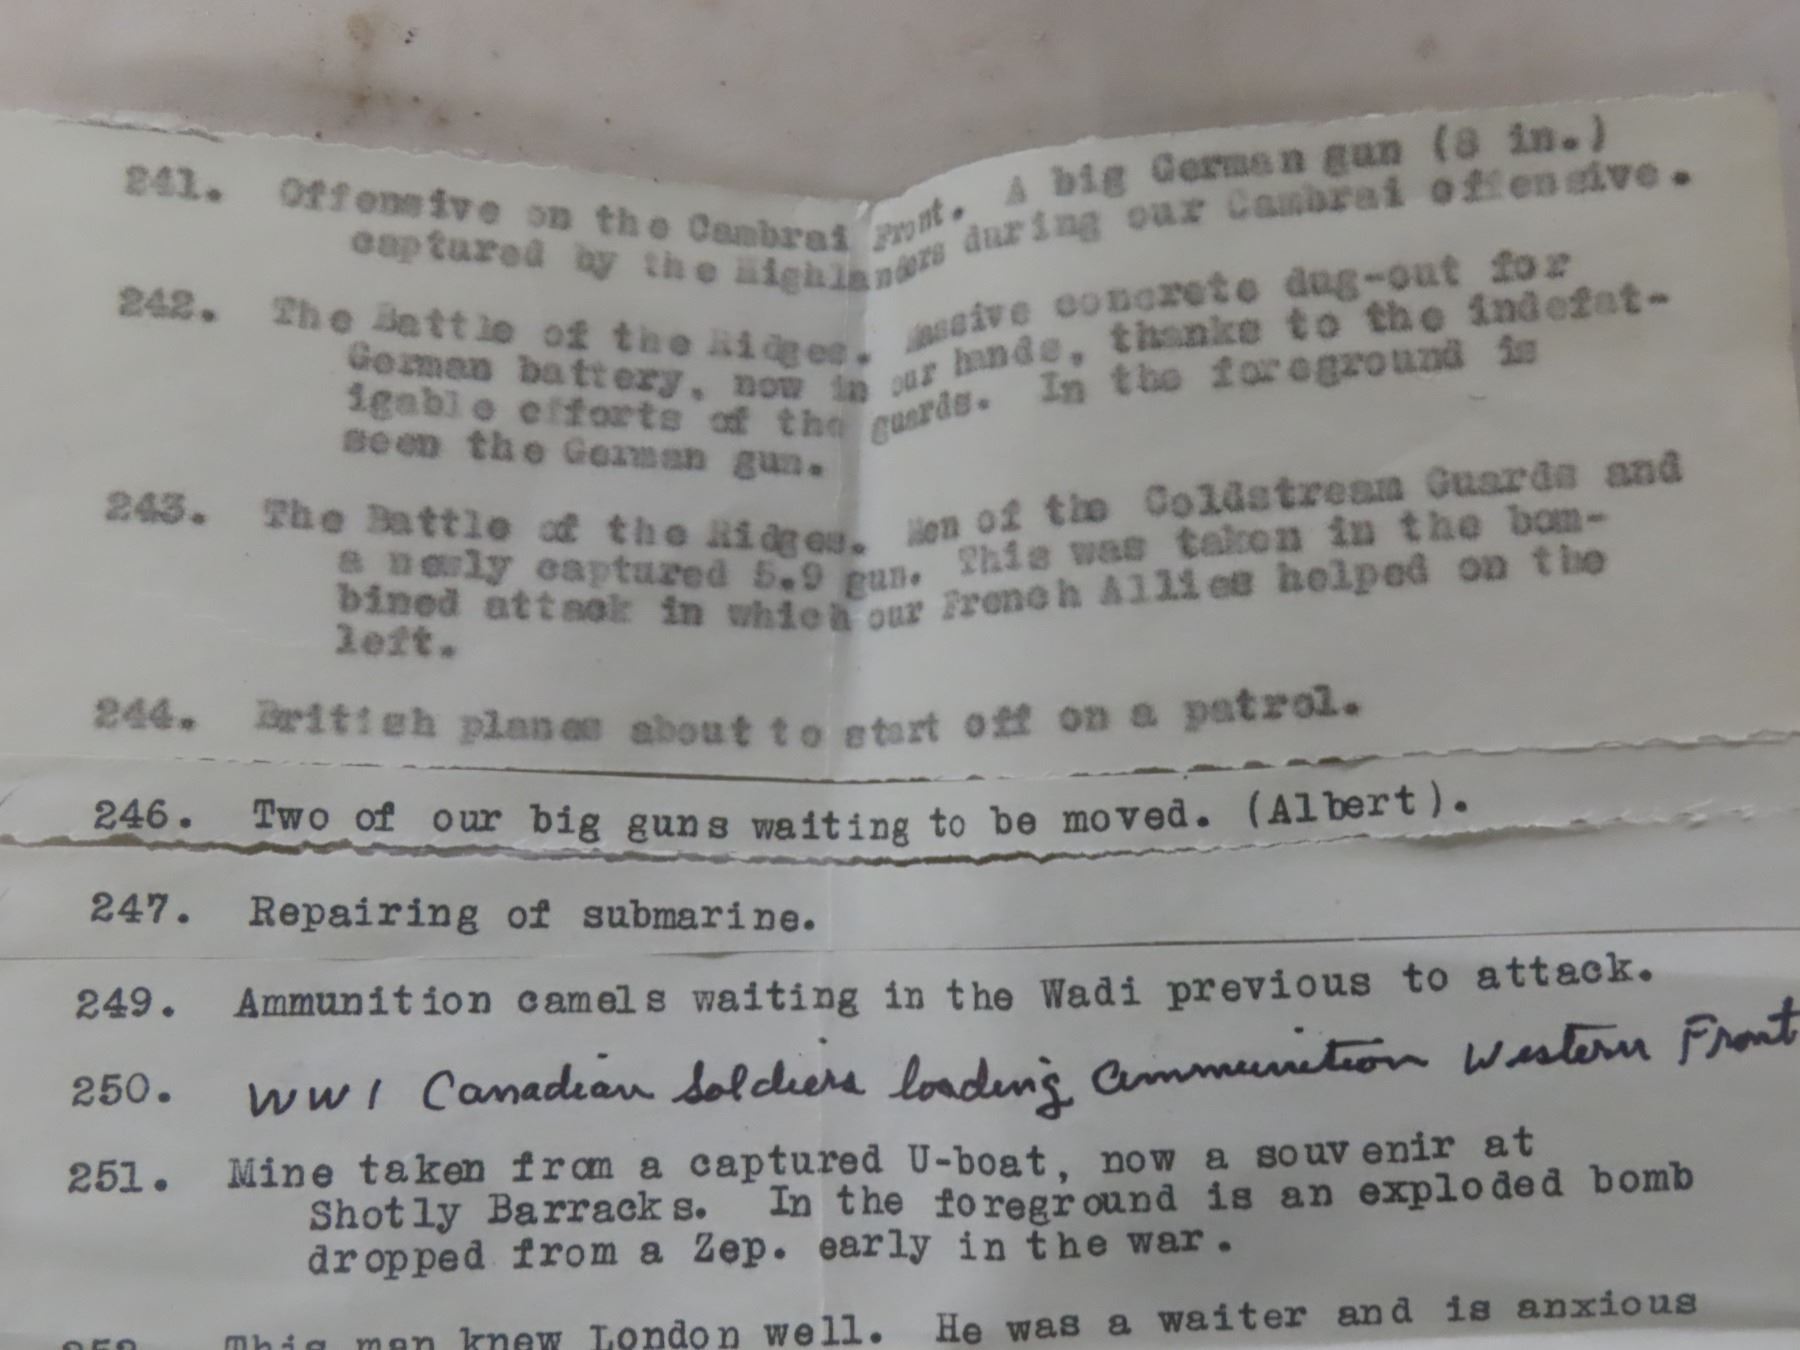 241. Offensive on the Cambrai Front. A big German gun (8 in.)
captured by the Highlanders during our Cambrai offensive.
242. The Battle of the Ridges. Massive concrete dug-out for
German battery, now in our hands, thanks to the indefat-
igable efforts of the guards. In the foreground is
seen the German gun.
243. The Battle of the Ridges. Men of the Coldstream Guards and
a newly captured 5.9 gun. This was taken in the bom-
bined attack in which our French Allies helped on the
left.
244. British planes about to start off on a patrol.
246. Two of our big guns waiting to be moved. (Albert).
247. Repairing of submarine.
249. Ammunition camels waiting in the Wadi previous to attack.
250. WW1 Canadian Soldiers loading ammunition Western Front
251. Mine taken from a captured U-boat, now a souvenir at
Shotly Barracks. In the foreground is an exploded bomb
dropped from a Zep. early in the war.
This man knew London well. He was a waiter and is anxious